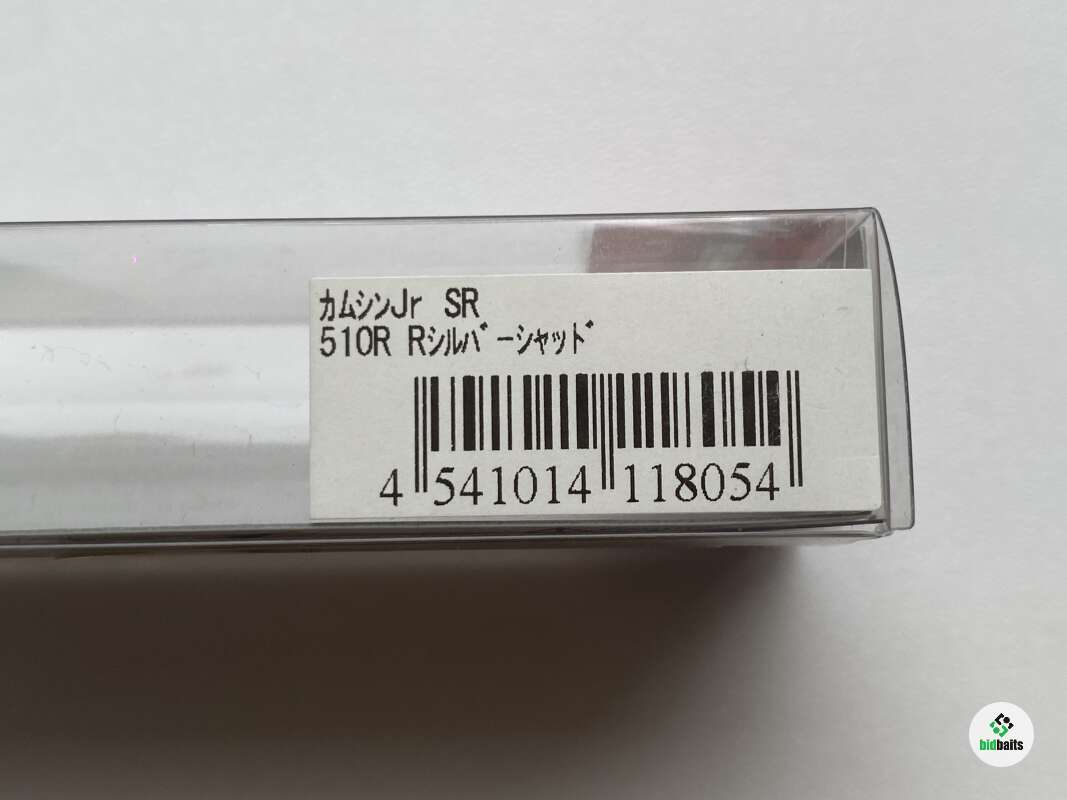 ｶﾑｼﾝJr SR
510R Rｼﾙﾊﾞｰｼｬｯﾄﾞ
4 541014 118054
bidbaits